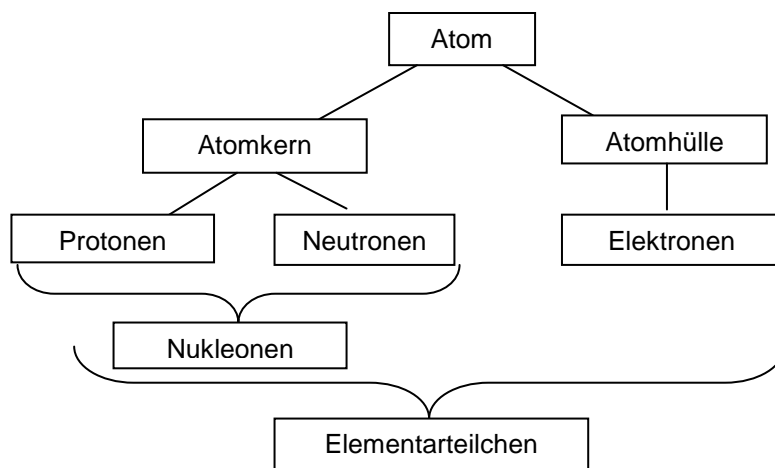 Atom
Atomkern
Atomhülle
Protonen
Neutronen
Elektronen
Nukleonen
Elementarteilchen